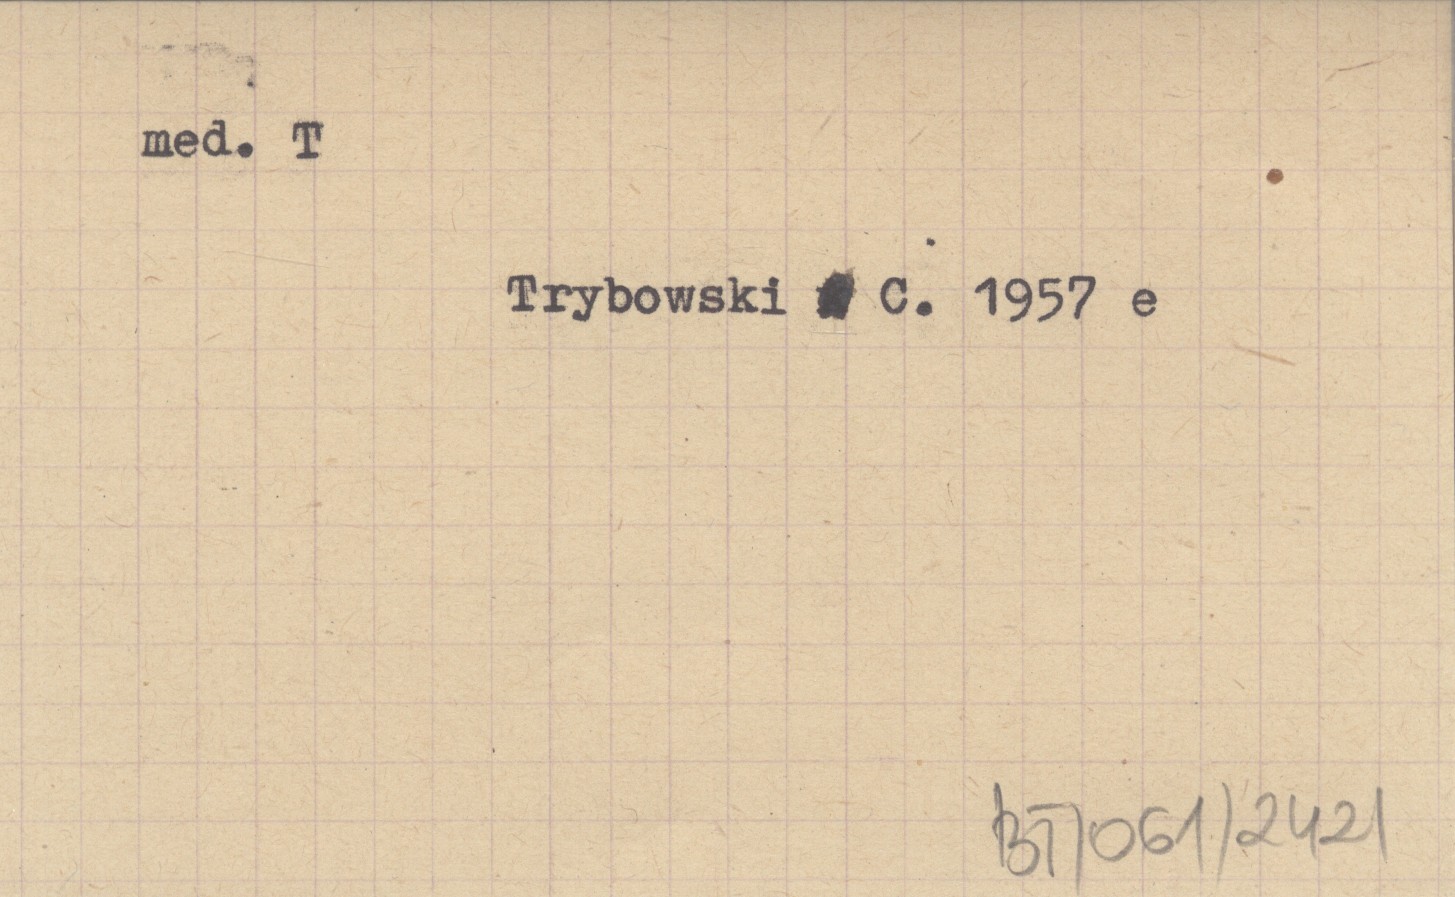 med. T
Trybowski C. 1957 e
BT/061/2421